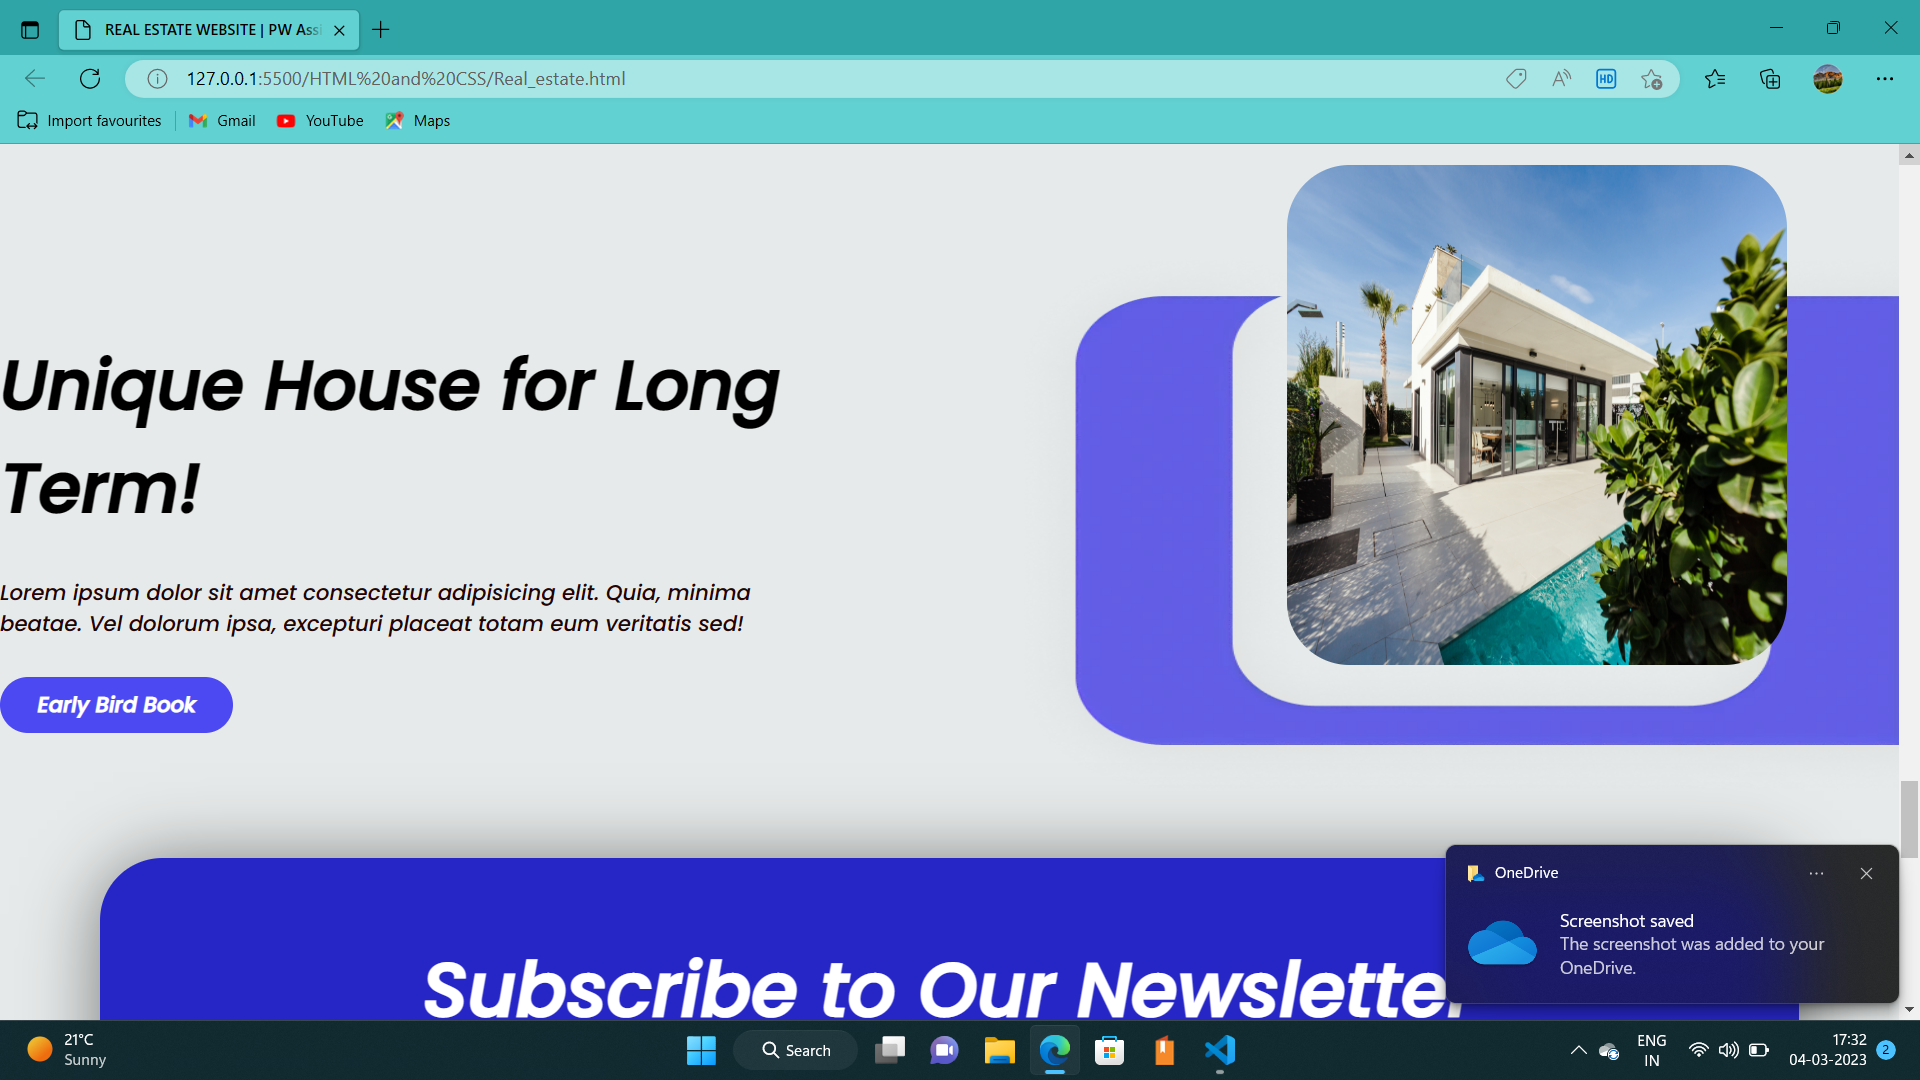 REAL ESTATE WEBSITE | PW Ass
127.0.0.1:5500/HTML%20and%20CSS/Real_estate.html
HD
Import favourites
Gmail
YouTube
Maps
Unique House for Long
Term!
Lorem ipsum dolor sit amet consectetur adipisicing elit. Quia, minima
beatae. Vel dolorum ipsa, excepturi placeat totam eum veritatis sed!
Early Bird Book
Subscribe to Our Newsletter
OneDrive
Screenshot saved
The screenshot was added to your
OneDrive.
21°C
Sunny
Search
ENG
IN
17:32
04-03-2023
2